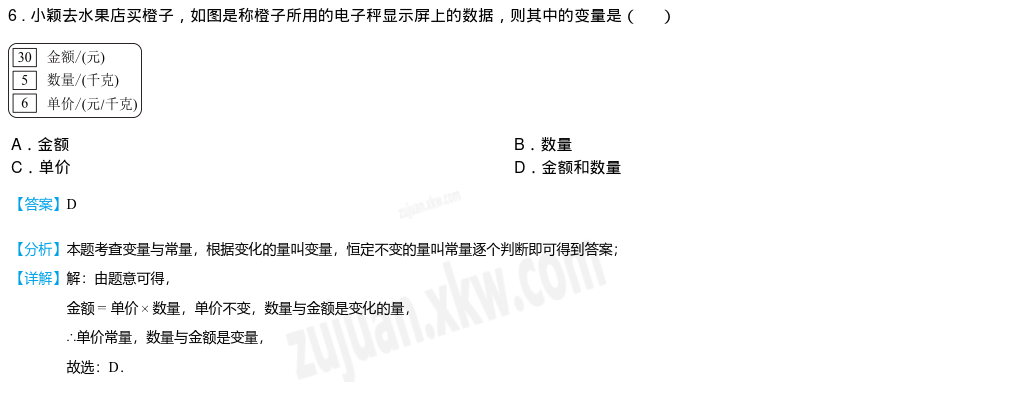 6．小颖去水果店买橙子，如图是称橙子所用的电子秤显示屏上的数据，则其中的变量是（　　）
30 金额/(元)
5 数量/(千克)
6 单价/(元/千克)
A．金额 B．数量
C．单价 D．金额和数量
【答案】D
zujuan.xkw.com
【分析】本题考查变量与常量，根据变化的量叫变量，恒定不变的量叫常量逐个判断即可得到答案；
【详解】解：由题意可得，
金额 = 单价 × 数量，单价不变，数量与金额是变化的量，
∴单价常量，数量与金额是变量，
故选：D．
zujuan.xkw.com